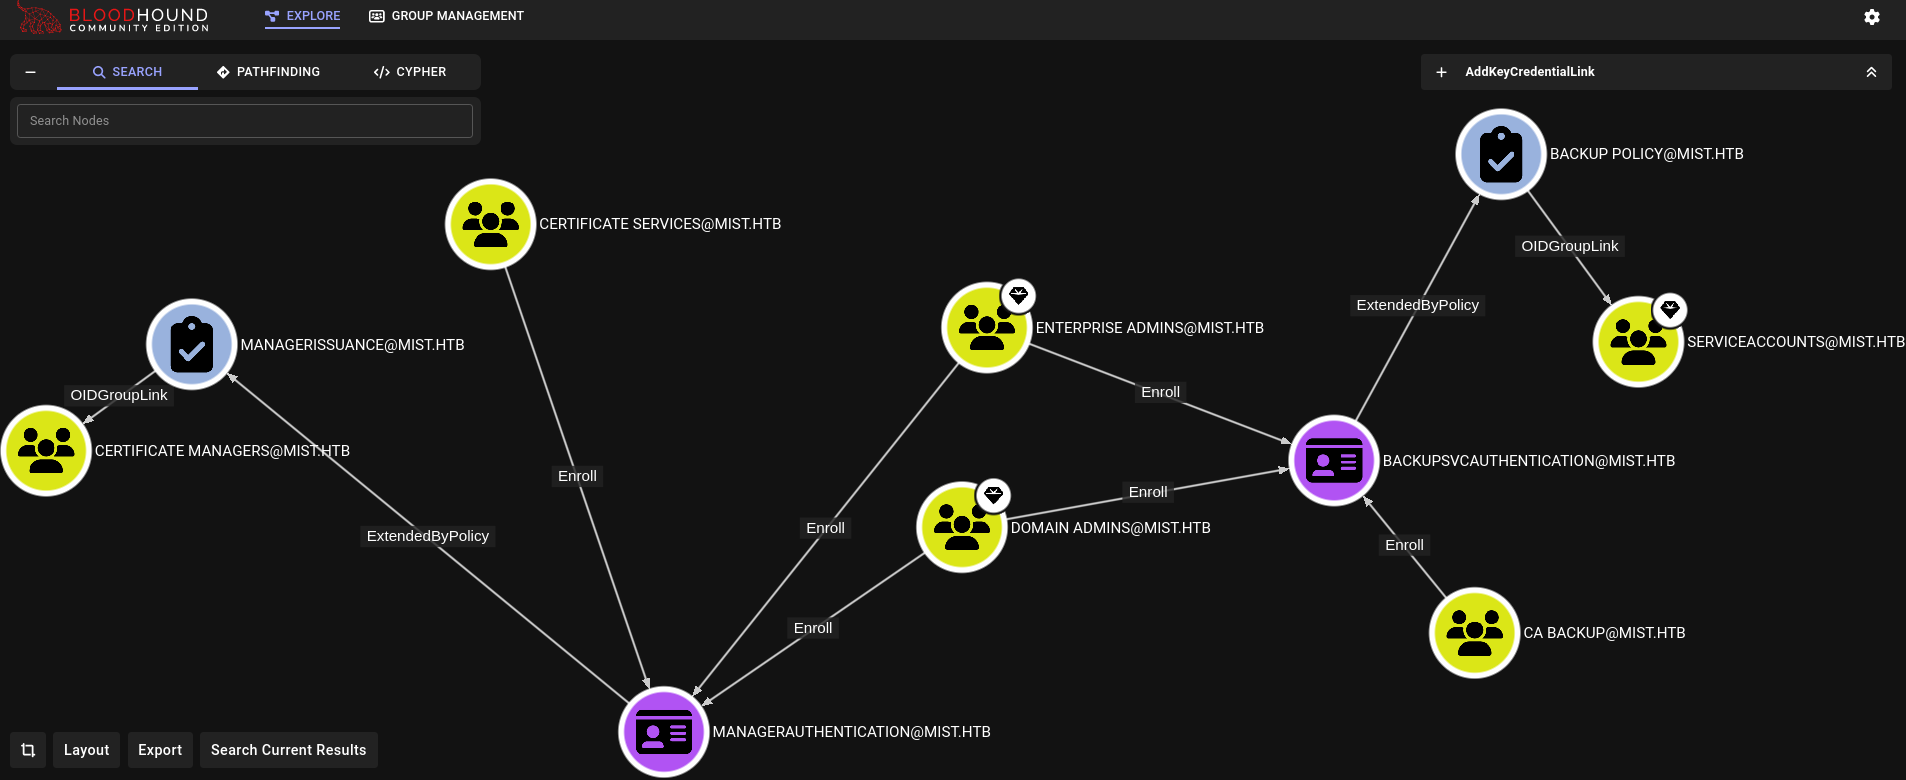 BLOODHOUND
COMMUNITY EDITION
EXPLORE
GROUP MANAGEMENT
SEARCH
PATHFINDING
CYPHER
Search Nodes
AddKeyCredentialLink
BACKUP POLICY@MIST.HTB
CERTIFICATE SERVICES@MIST.HTB
OIDGroupLink
ExtendedByPolicy
ENTERPRISE ADMINS@MIST.HTB
SERVICEACCOUNTS@MIST.HTB
MANAGERISSUANCE@MIST.HTB
OIDGroupLink
Enroll
CERTIFICATE MANAGERS@MIST.HTB
BACKUPSVCAUTHENTICATION@MIST.HTB
Enroll
Enroll
DOMAIN ADMINS@MIST.HTB
Enroll
ExtendedByPolicy
Enroll
Enroll
CA BACKUP@MIST.HTB
MANAGERAUTHENTICATION@MIST.HTB
Layout
Export
Search Current Results